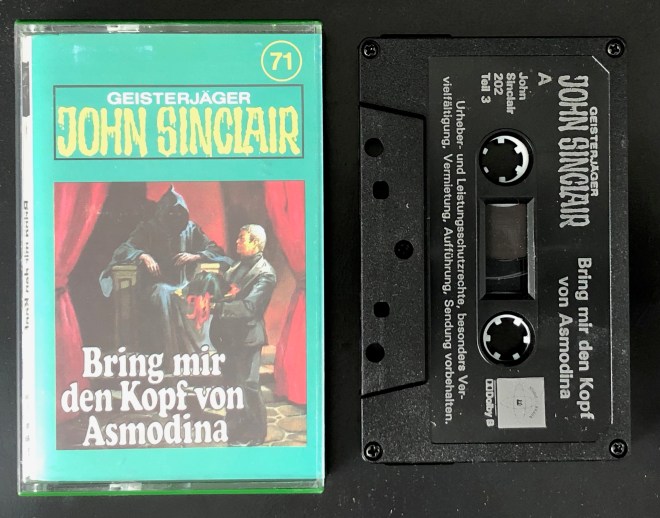 71
GEISTERJÄGER
JOHN SINCLAIR
Bring mir
den Kopf von
Asmodina
GEISTERJÄGER
JOHN SINCLAIR
A
Bring mir den Kopf
von Asmodina
John
Sinclair
202
Teil 3
Urheber- und Leistungsschutzrechte, besonders Ver-
vielfältigung, Vermietung, Aufführung, Sendung vorbehalten.
Dolby B